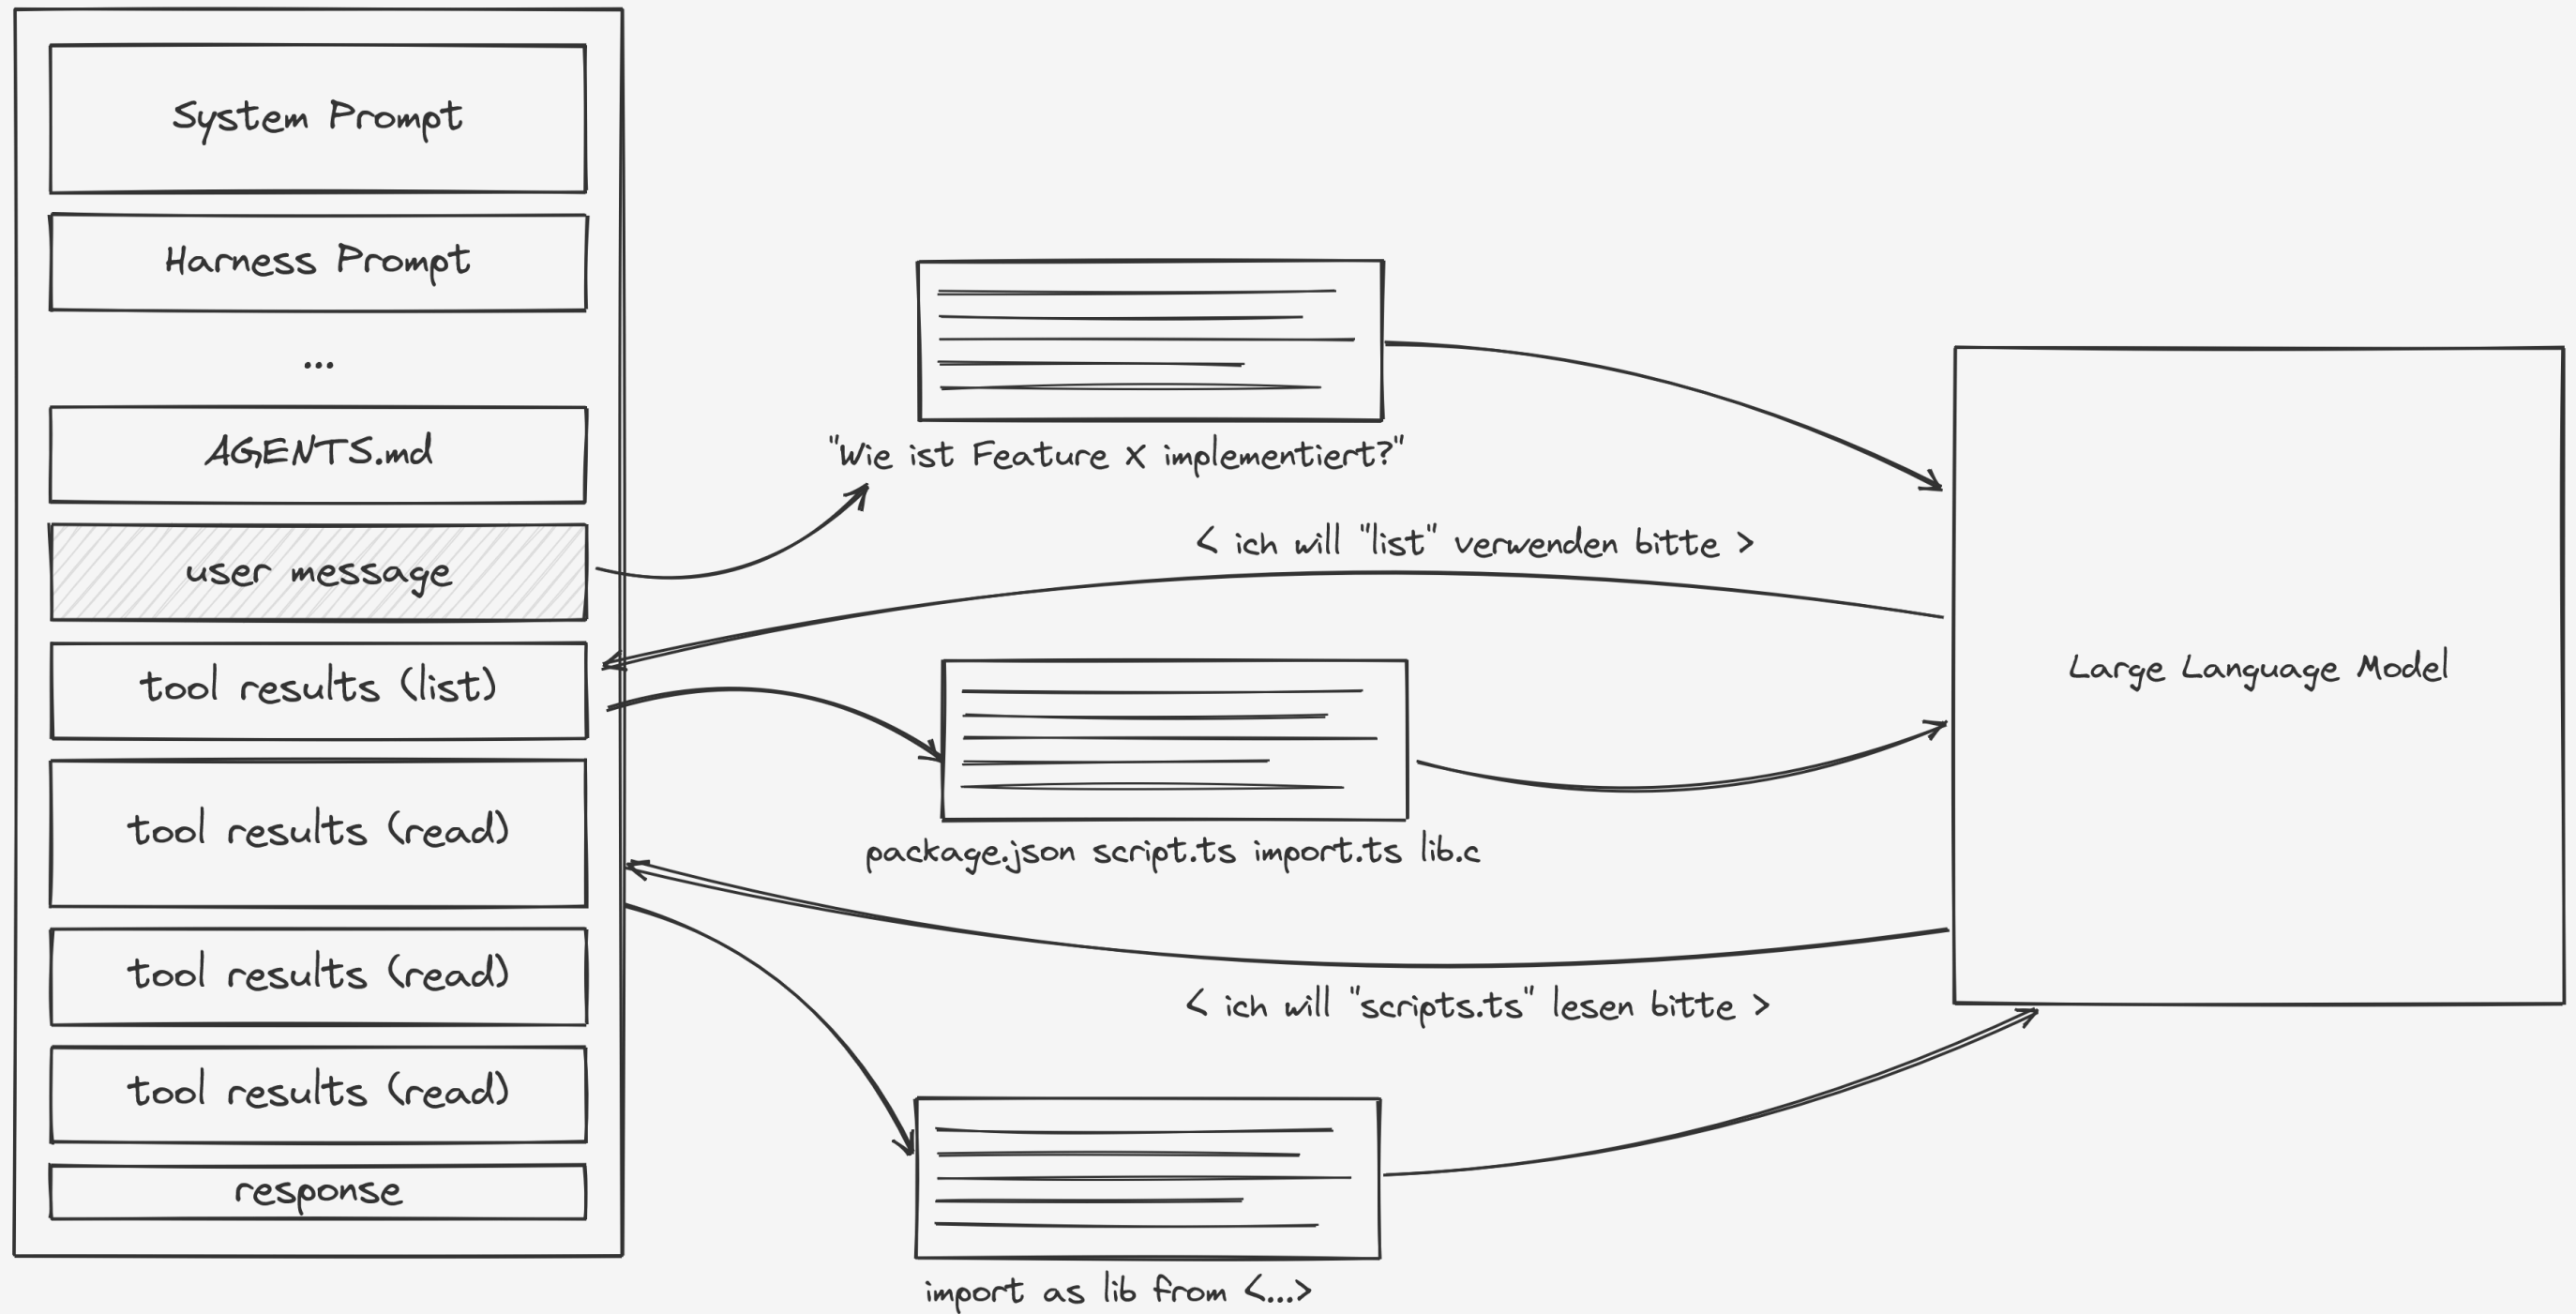 System Prompt
Harness Prompt
...
AGENTS.md
user message
tool results (list)
tool results (read)
tool results (read)
tool results (read)
response
"Wie ist Feature X implementiert?"
< ich will "list" verwenden bitte >
package.json script.ts import.ts lib.c
< ich will "scripts.ts" lesen bitte >
import as lib from <...>
Large Language Model